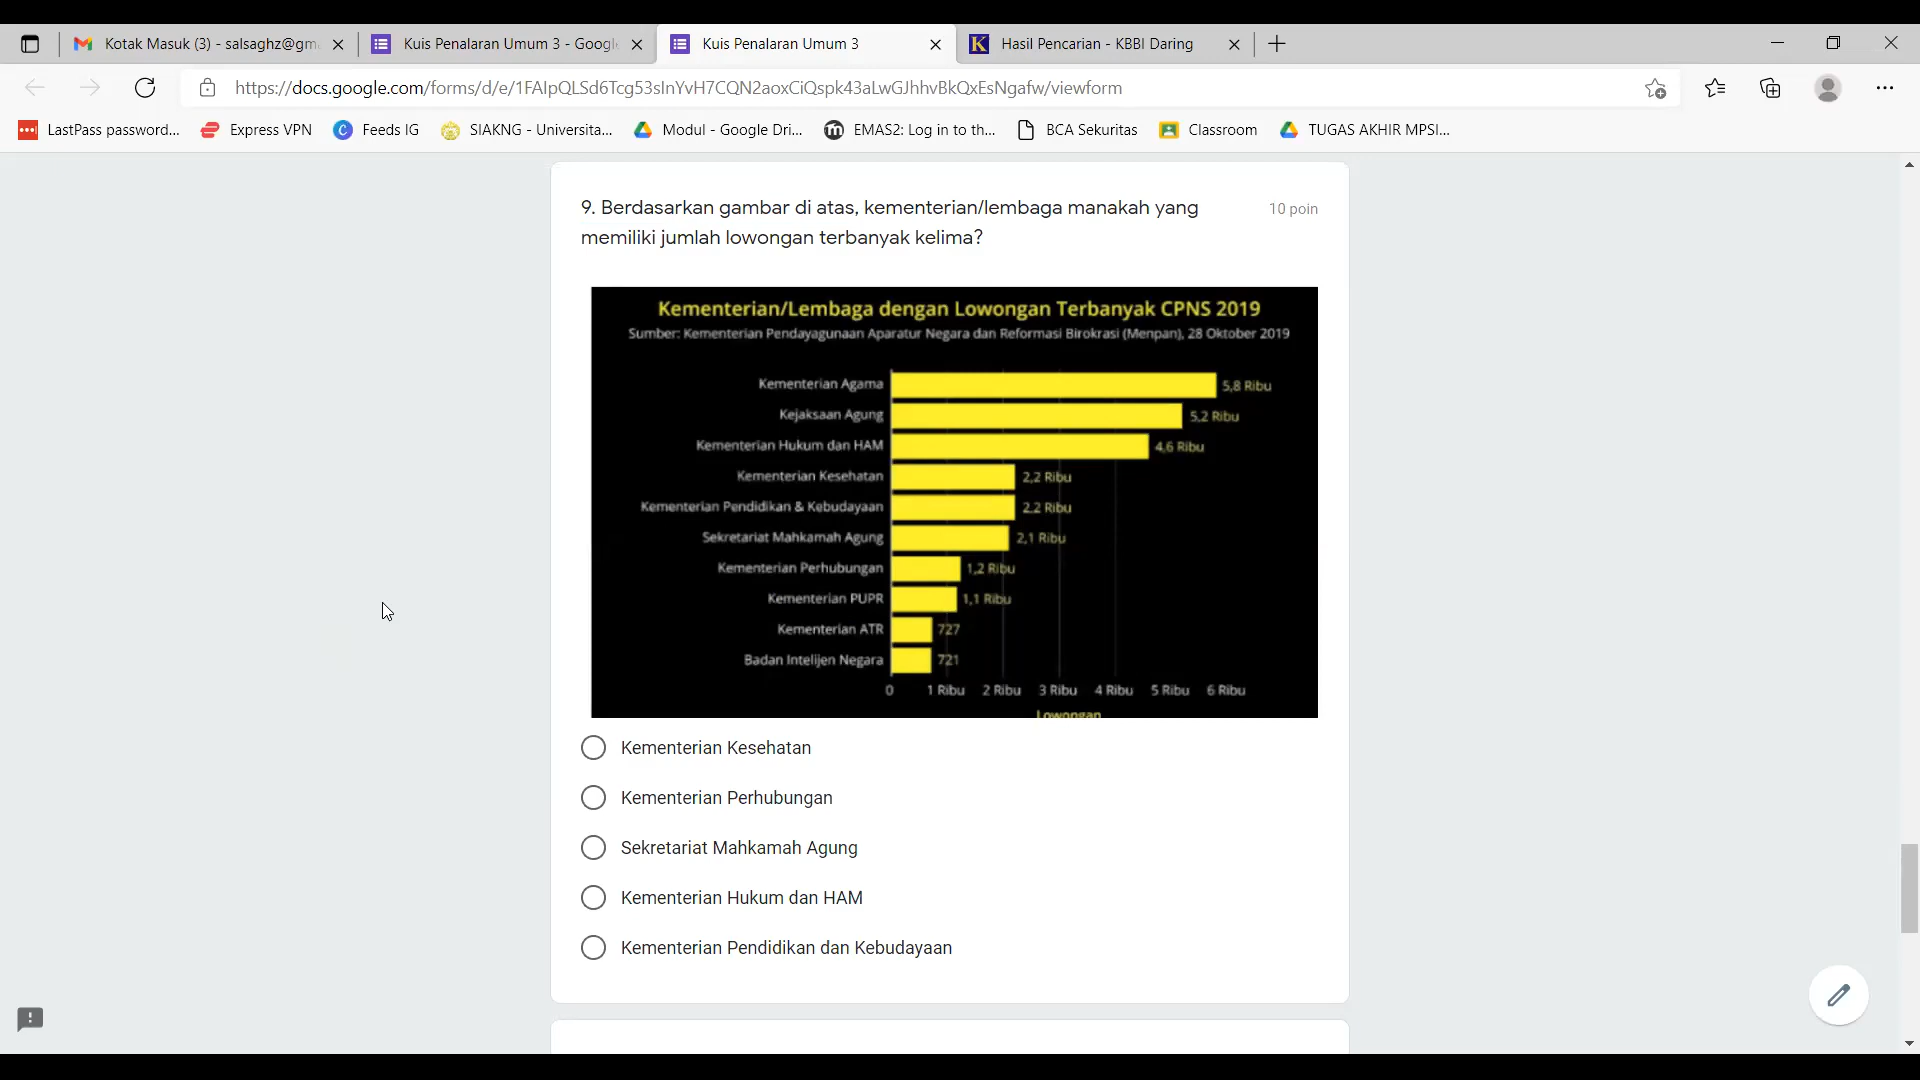 Kotak Masuk (3) - salsaghz@gm
Kuis Penalaran Umum 3 - Googl
Kuis Penalaran Umum 3
Hasil Pencarian - KBBI Daring
https://docs.google.com/forms/d/e/1FAIpQLSd6Tcg53sInYvH7CQN2aoxCiQspk43aLwGJhhvBkQxEsNgafw/viewform
LastPass password...
Express VPN
Feeds IG
SIAKNG - Universita...
Modul - Google Dri...
EMAS2: Log in to th...
BCA Sekuritas
Classroom
TUGAS AKHIR MPSI...
9. Berdasarkan gambar di atas, kementerian/lembaga manakah yang
memiliki jumlah lowongan terbanyak kelima?
10 poin
Kementerian/Lembaga dengan Lowongan Terbanyak CPNS 2019
Sumber: Kementerian Pendayagunaan Aparatur Negara dan Reformasi Birokrasi (Menpan), 28 Oktober 2019
Kementerian Agama 5,8 Ribu
Kejaksaan Agung 5,2 Ribu
Kementerian Hukum dan HAM 4,6 Ribu
Kementerian Kesehatan 2,2 Ribu
Kementerian Pendidikan & Kebudayaan 2,2 Ribu
Sekretariat Mahkamah Agung 2,1 Ribu
Kementerian Perhubungan 1,2 Ribu
Kementerian PUPR 1,1 Ribu
Kementerian ATR 727
Badan Intelijen Negara 721
0 1 Ribu 2 Ribu 3 Ribu 4 Ribu 5 Ribu 6 Ribu
Lowongan
Kementerian Kesehatan
Kementerian Perhubungan
Sekretariat Mahkamah Agung
Kementerian Hukum dan HAM
Kementerian Pendidikan dan Kebudayaan